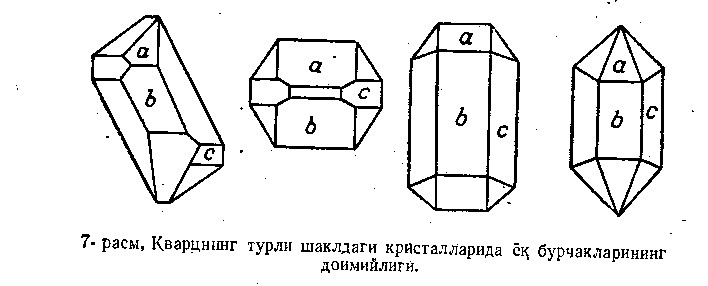 a
b
c
a
c
b
a
b
c
a
b
c
7- расм, Кварцнинг турли шаклдаги кристалларида ёқ бурчакларининг
доимийлиги.